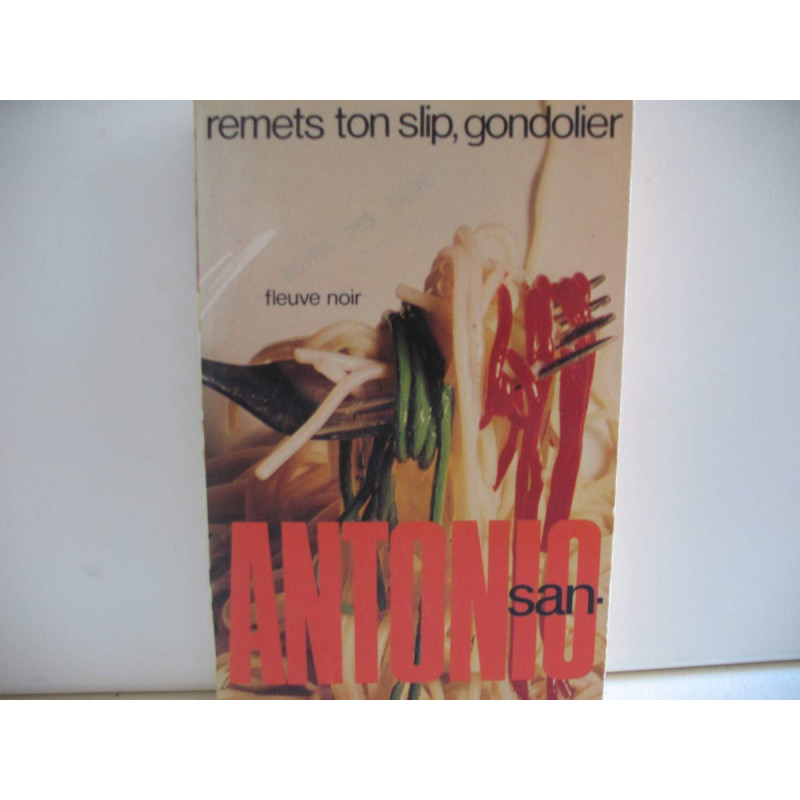 remets ton slip, gondolier
fleuve noir
san-
ANTONIO